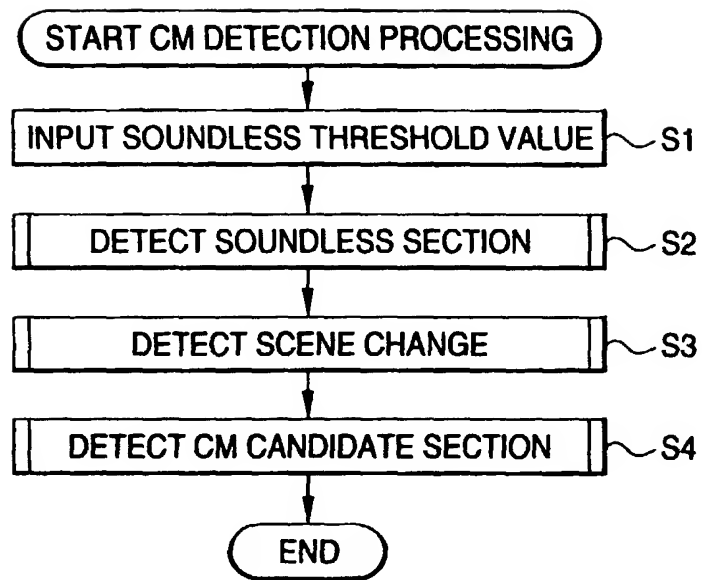 START CM DETECTION PROCESSING
INPUT SOUNDLESS THRESHOLD VALUE S1
DETECT SOUNDLESS SECTION S2
DETECT SCENE CHANGE S3
DETECT CM CANDIDATE SECTION S4
END